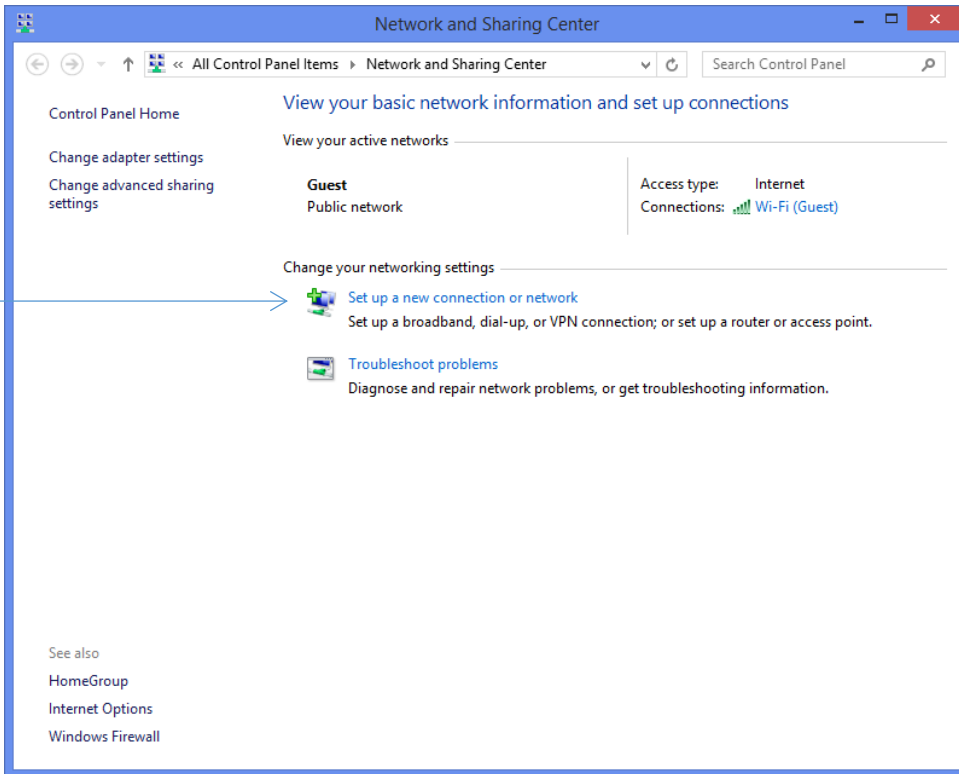 Network and Sharing Center
« All Control Panel Items Network and Sharing Center
Search Control Panel
Control Panel Home
Change adapter settings
Change advanced sharing
settings
View your basic network information and set up connections
View your active networks
Guest
Public network
Access type: Internet
Connections: Wi-Fi (Guest)
Change your networking settings
Set up a new connection or network
Set up a broadband, dial-up, or VPN connection; or set up a router or access point.
Troubleshoot problems
Diagnose and repair network problems, or get troubleshooting information.
See also
HomeGroup
Internet Options
Windows Firewall